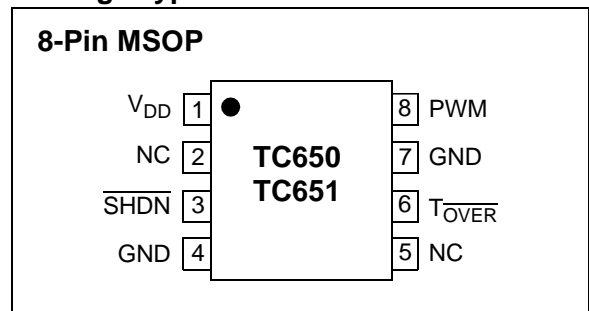 8-Pin MSOP
VDD 1
NC 2
SHDN 3
GND 4
TC650
TC651
8 PWM
7 GND
6 TOVER
5 NC